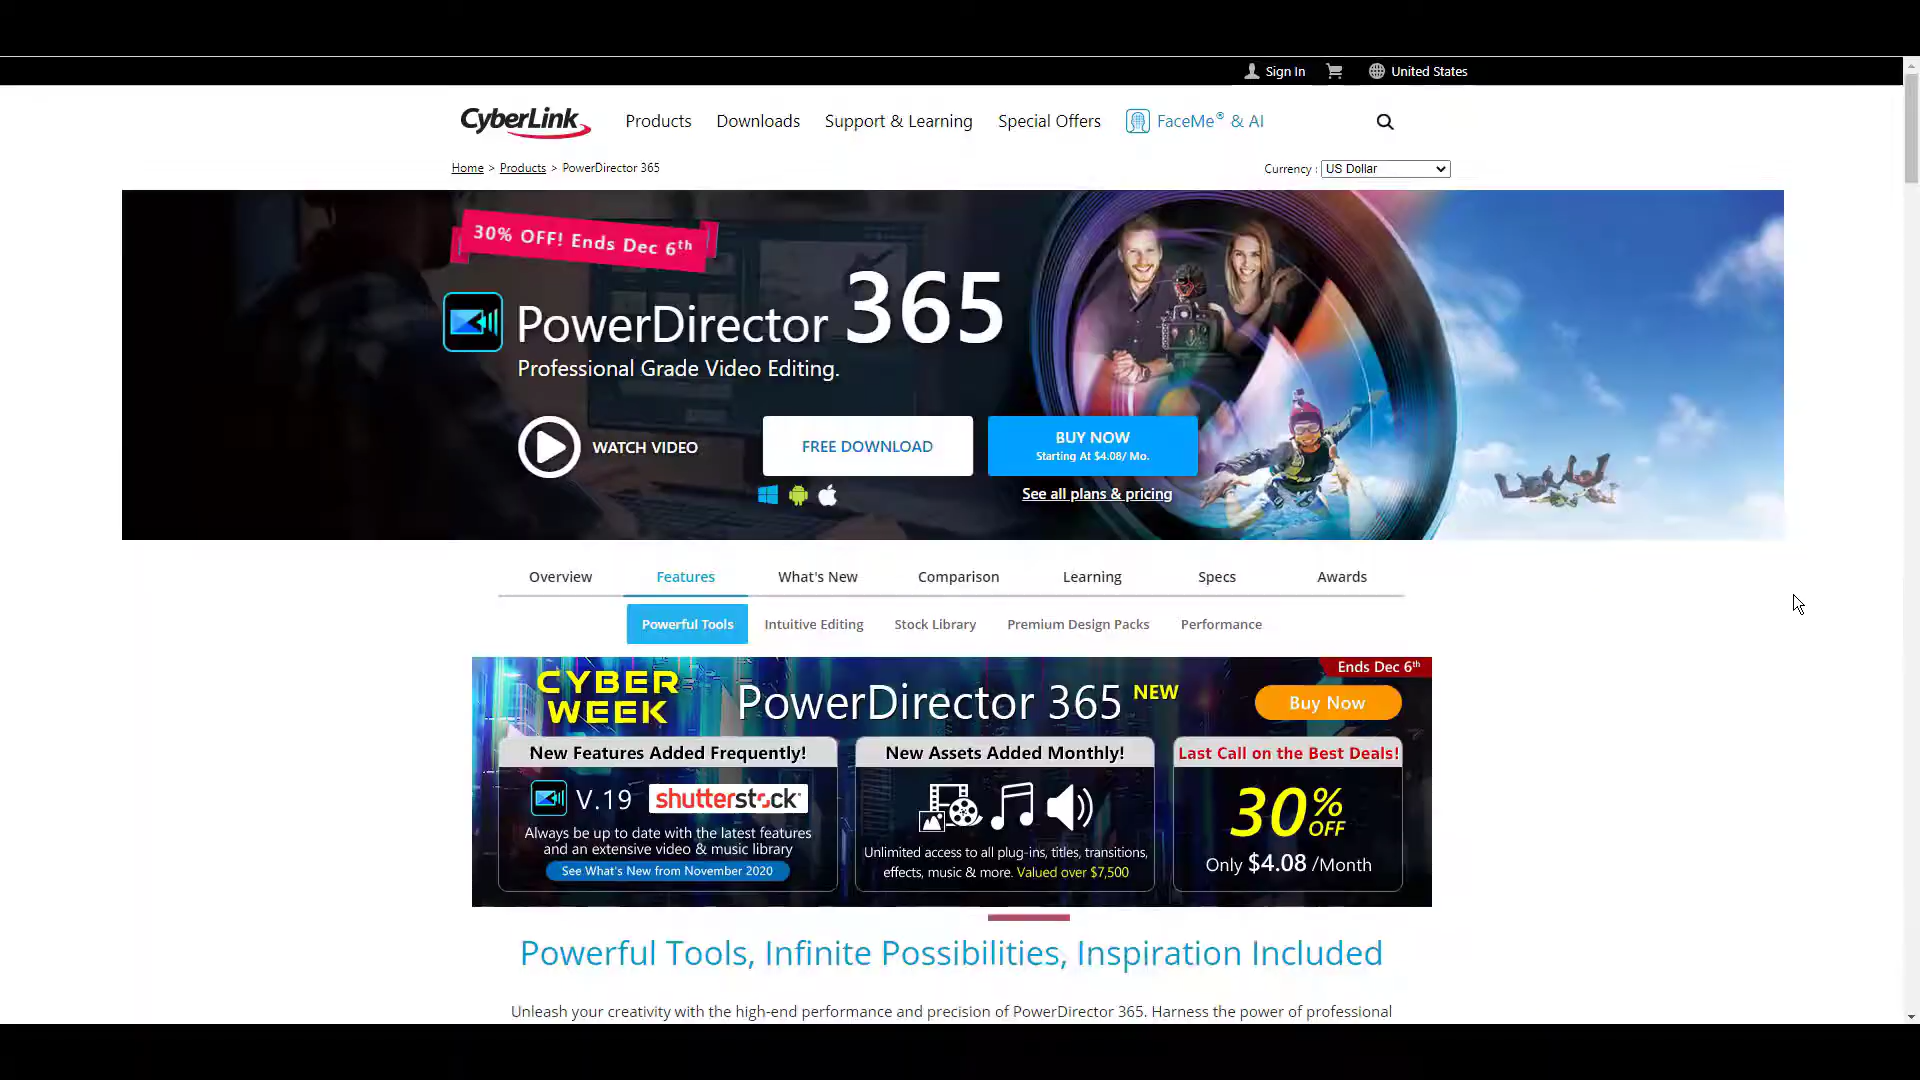 Sign In
United States
CyberLink
Products
Downloads
Support & Learning
Special Offers
FaceMe® & AI
Home > Products > PowerDirector 365
Currency : US Dollar
30% OFF! Ends Dec 6th
PowerDirector 365
Professional Grade Video Editing.
WATCH VIDEO
FREE DOWNLOAD
BUY NOW
Starting At $4.08/ Mo.
See all plans & pricing
Overview
Features
What's New
Comparison
Learning
Specs
Awards
Powerful Tools
Intuitive Editing
Stock Library
Premium Design Packs
Performance
CYBER
WEEK
PowerDirector 365 NEW
Ends Dec 6th
Buy Now
New Features Added Frequently!
V.19 shutterstock
Always be up to date with the latest features
and an extensive video & music library
See What's New from November 2020
New Assets Added Monthly!
Unlimited access to all plug-ins, titles, transitions,
effects, music & more. Valued over $7,500
Last Call on the Best Deals!
30% OFF
Only $4.08 /Month
Powerful Tools, Infinite Possibilities, Inspiration Included
Unleash your creativity with the high-end performance and precision of PowerDirector 365. Harness the power of professional